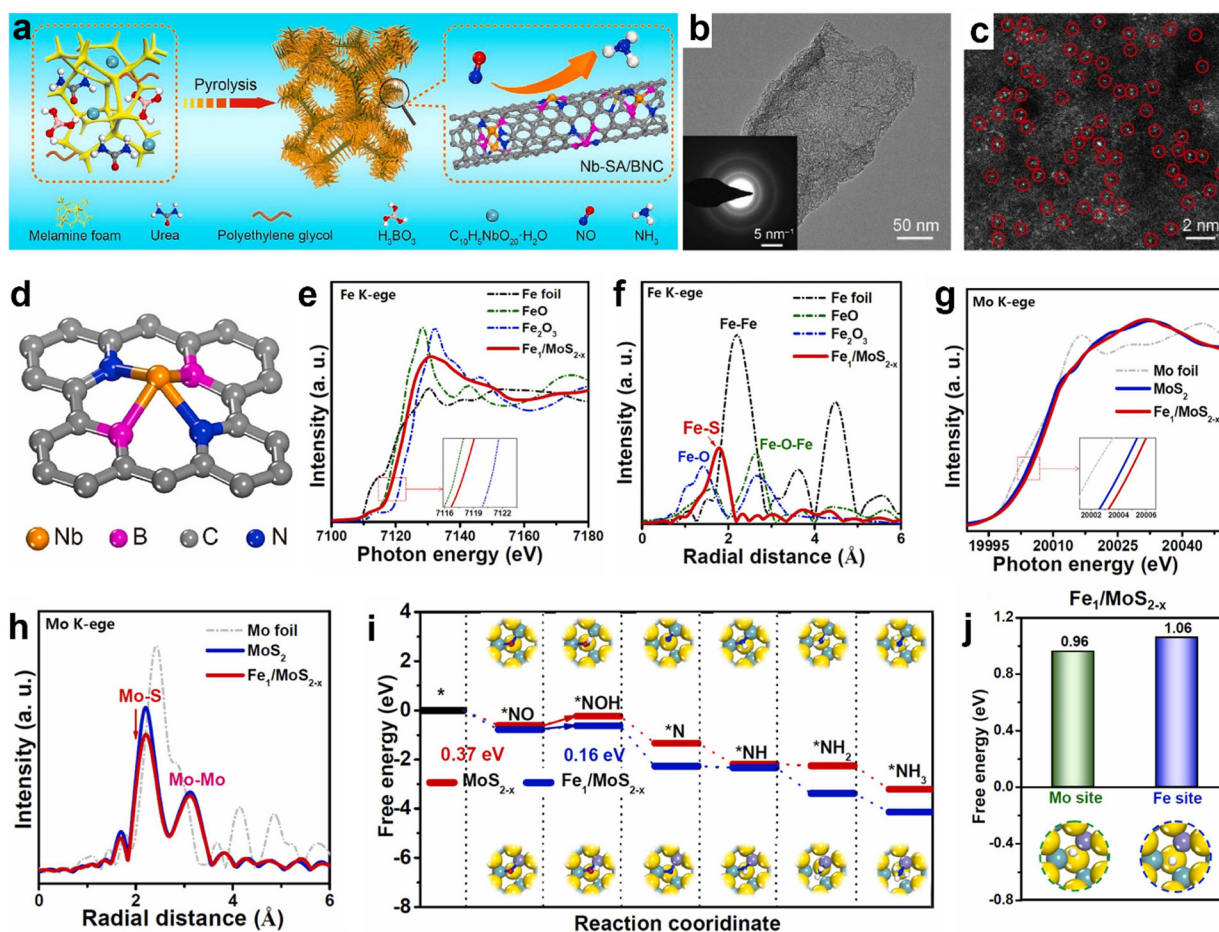 a
Pyrolysis
Nb-SA/BNC
Melamine foam
Urea
Polyethylene glycol
H₃BO₃
C₁₀H₅NbO₂₀·H₂O
NO
NH₃
b
5 nm⁻¹
50 nm
c
2 nm
d
Nb
B
C
N
e
Fe K-ege
Fe foil
FeO
Fe₂O₃
Fe₁/MoS₂₋ₓ
7116
7119
7122
Intensity (a. u.)
7100
7120
7140
7160
7180
Photon energy (eV)
f
Fe K-ege
Fe foil
FeO
Fe₂O₃
Fe₁/MoS₂₋ₓ
Fe-Fe
Fe-S
Fe-O
Fe-O-Fe
Intensity (a. u.)
0
2
4
6
Radial distance (Å)
g
Mo K-ege
Mo foil
MoS₂
Fe₁/MoS₂₋ₓ
20002
20004
20006
Intensity (a. u.)
19995
20010
20025
20040
Photon energy (eV)
h
Mo K-ege
Mo foil
MoS₂
Fe₁/MoS₂₋ₓ
Mo-S
Mo-Mo
Intensity (a. u.)
0
2
4
6
Radial distance (Å)
i
4
2
0
-2
-4
-6
-8
Free energy (eV)
*
*NO
*NOH
*N
*NH
*NH₂
*NH₃
0.37 eV
0.16 eV
MoS₂₋ₓ
Fe₁/MoS₂₋ₓ
Reaction cooridinate
j
Fe₁/MoS₂₋ₓ
1.2
0.9
0.6
0.3
0.0
-0.4
-0.8
Free energy (eV)
0.96
1.06
Mo site
Fe site